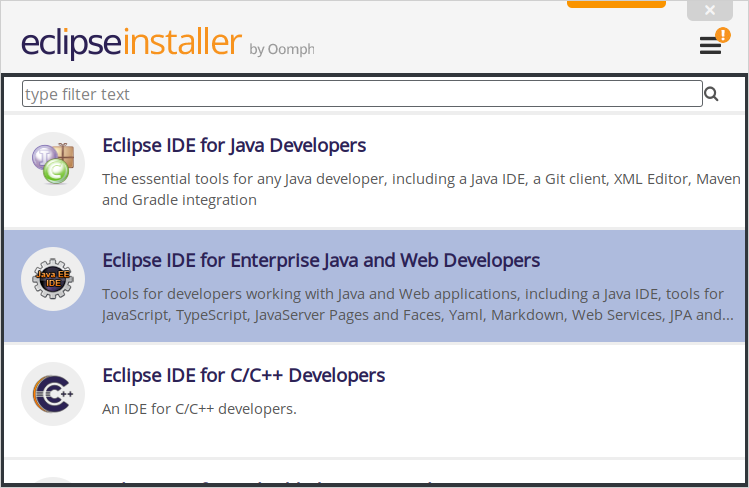 eclipseinstaller by Oomph
!
type filter text
Eclipse IDE for Java Developers
The essential tools for any Java developer, including a Java IDE, a Git client, XML Editor, Maven
and Gradle integration
Java EE
IDE
Eclipse IDE for Enterprise Java and Web Developers
Tools for developers working with Java and Web applications, including a Java IDE, tools for
JavaScript, TypeScript, JavaServer Pages and Faces, Yaml, Markdown, Web Services, JPA and...
C++
Eclipse IDE for C/C++ Developers
An IDE for C/C++ developers.